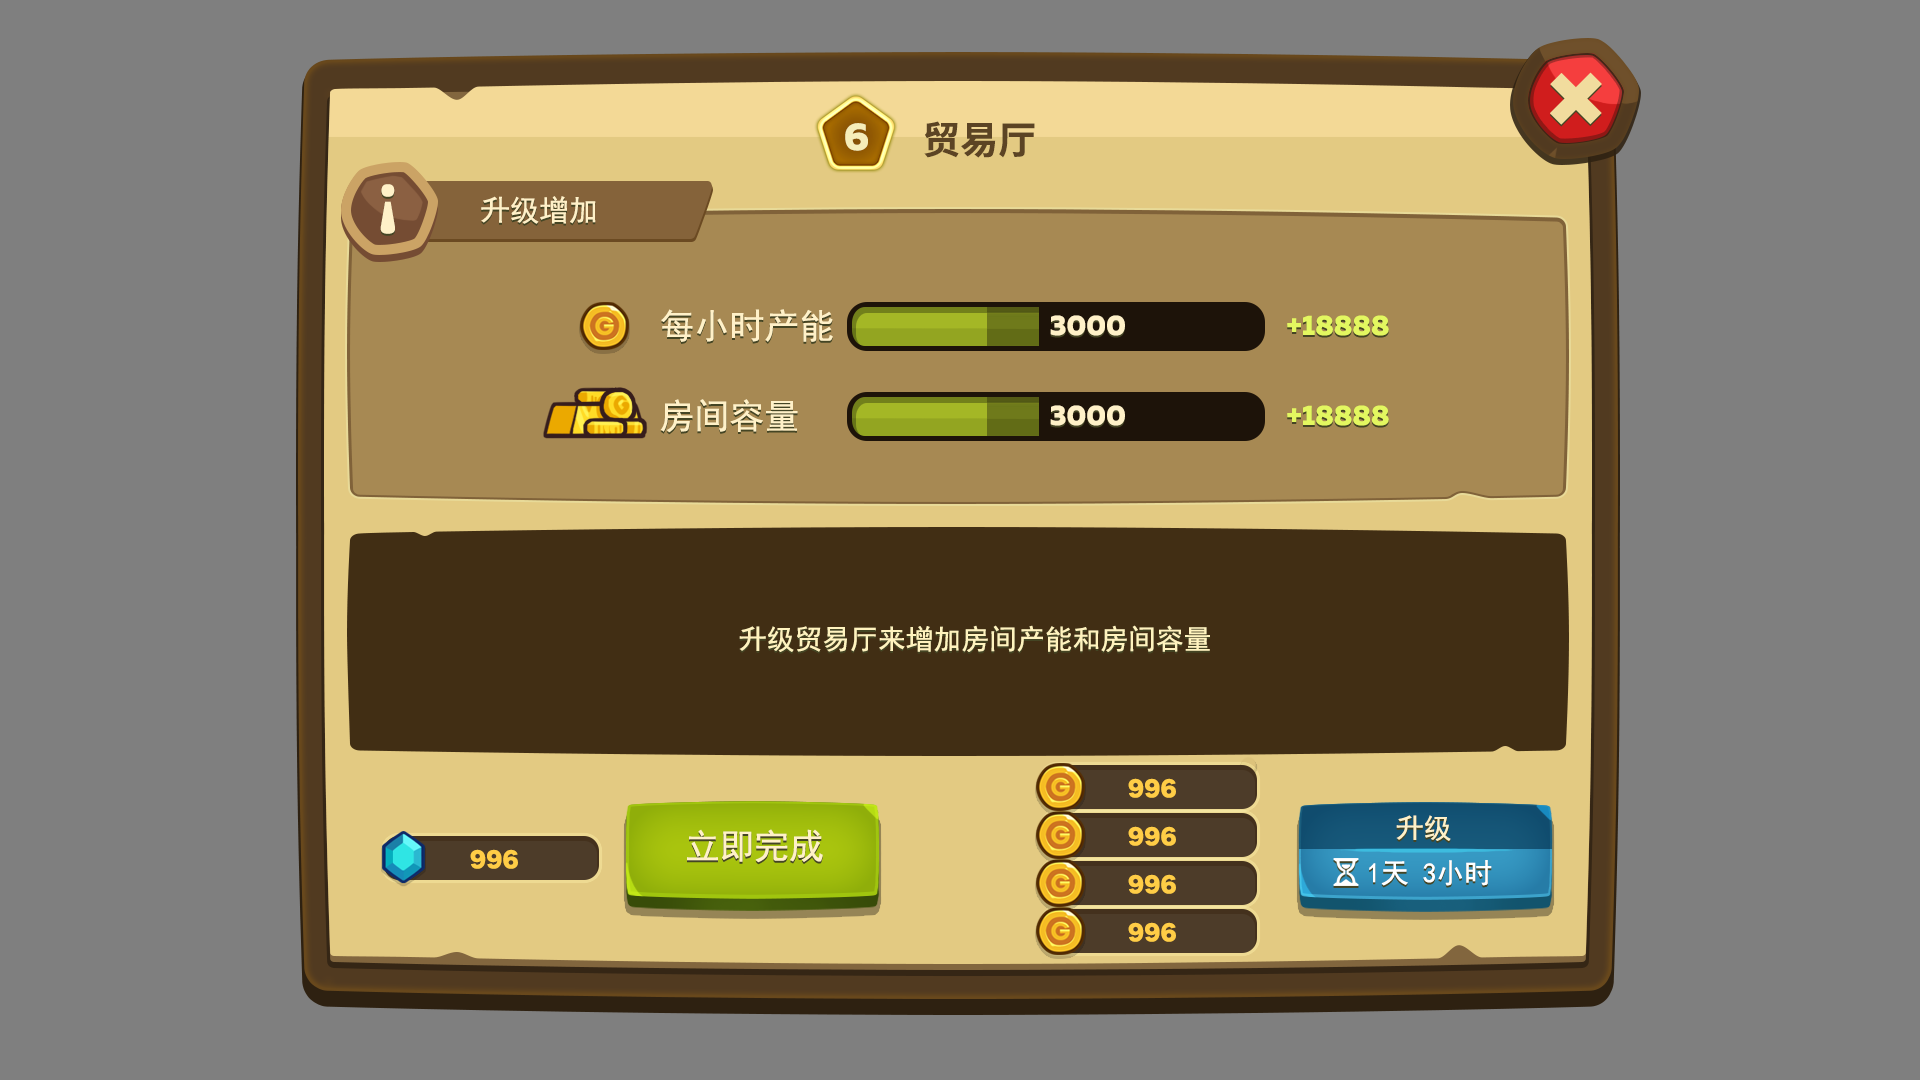 6 贸易厅
升级增加
每小时产能 3000 +18888
房间容量 3000 +18888
升级贸易厅来增加房间产能和房间容量
996
立即完成
996
996
996
996
升级
1天 3小时